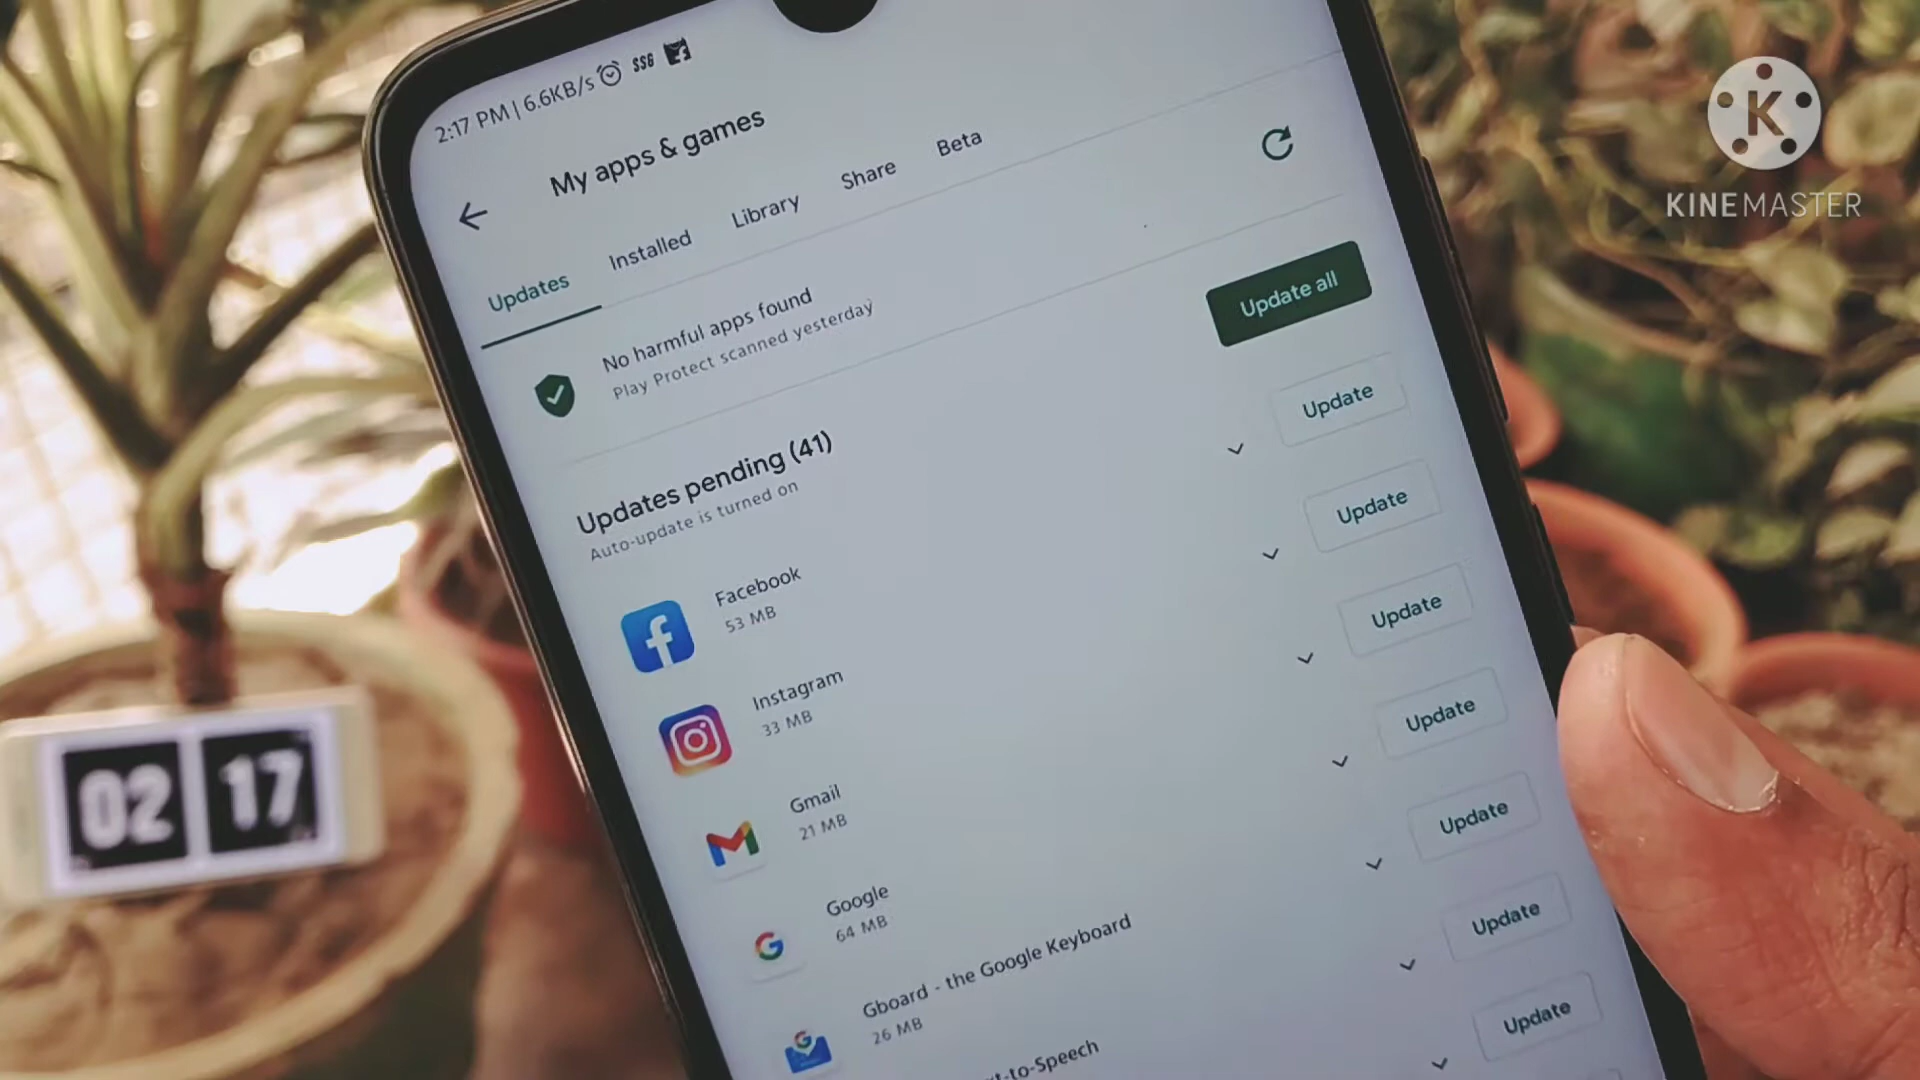 2:17 PM | 6.6KB/s
My apps & games
Updates Installed Library Share Beta
No harmful apps found
Play Protect scanned yesterday
Update all
Updates pending (41)
Auto-update is turned on
Update
Facebook
53 MB
Update
Instagram
33 MB
Update
Gmail
21 MB
Update
Google
64 MB
Update
Gboard - the Google Keyboard
26 MB
Update
t-to-Speech
Update
02 17
K
KINEMASTER